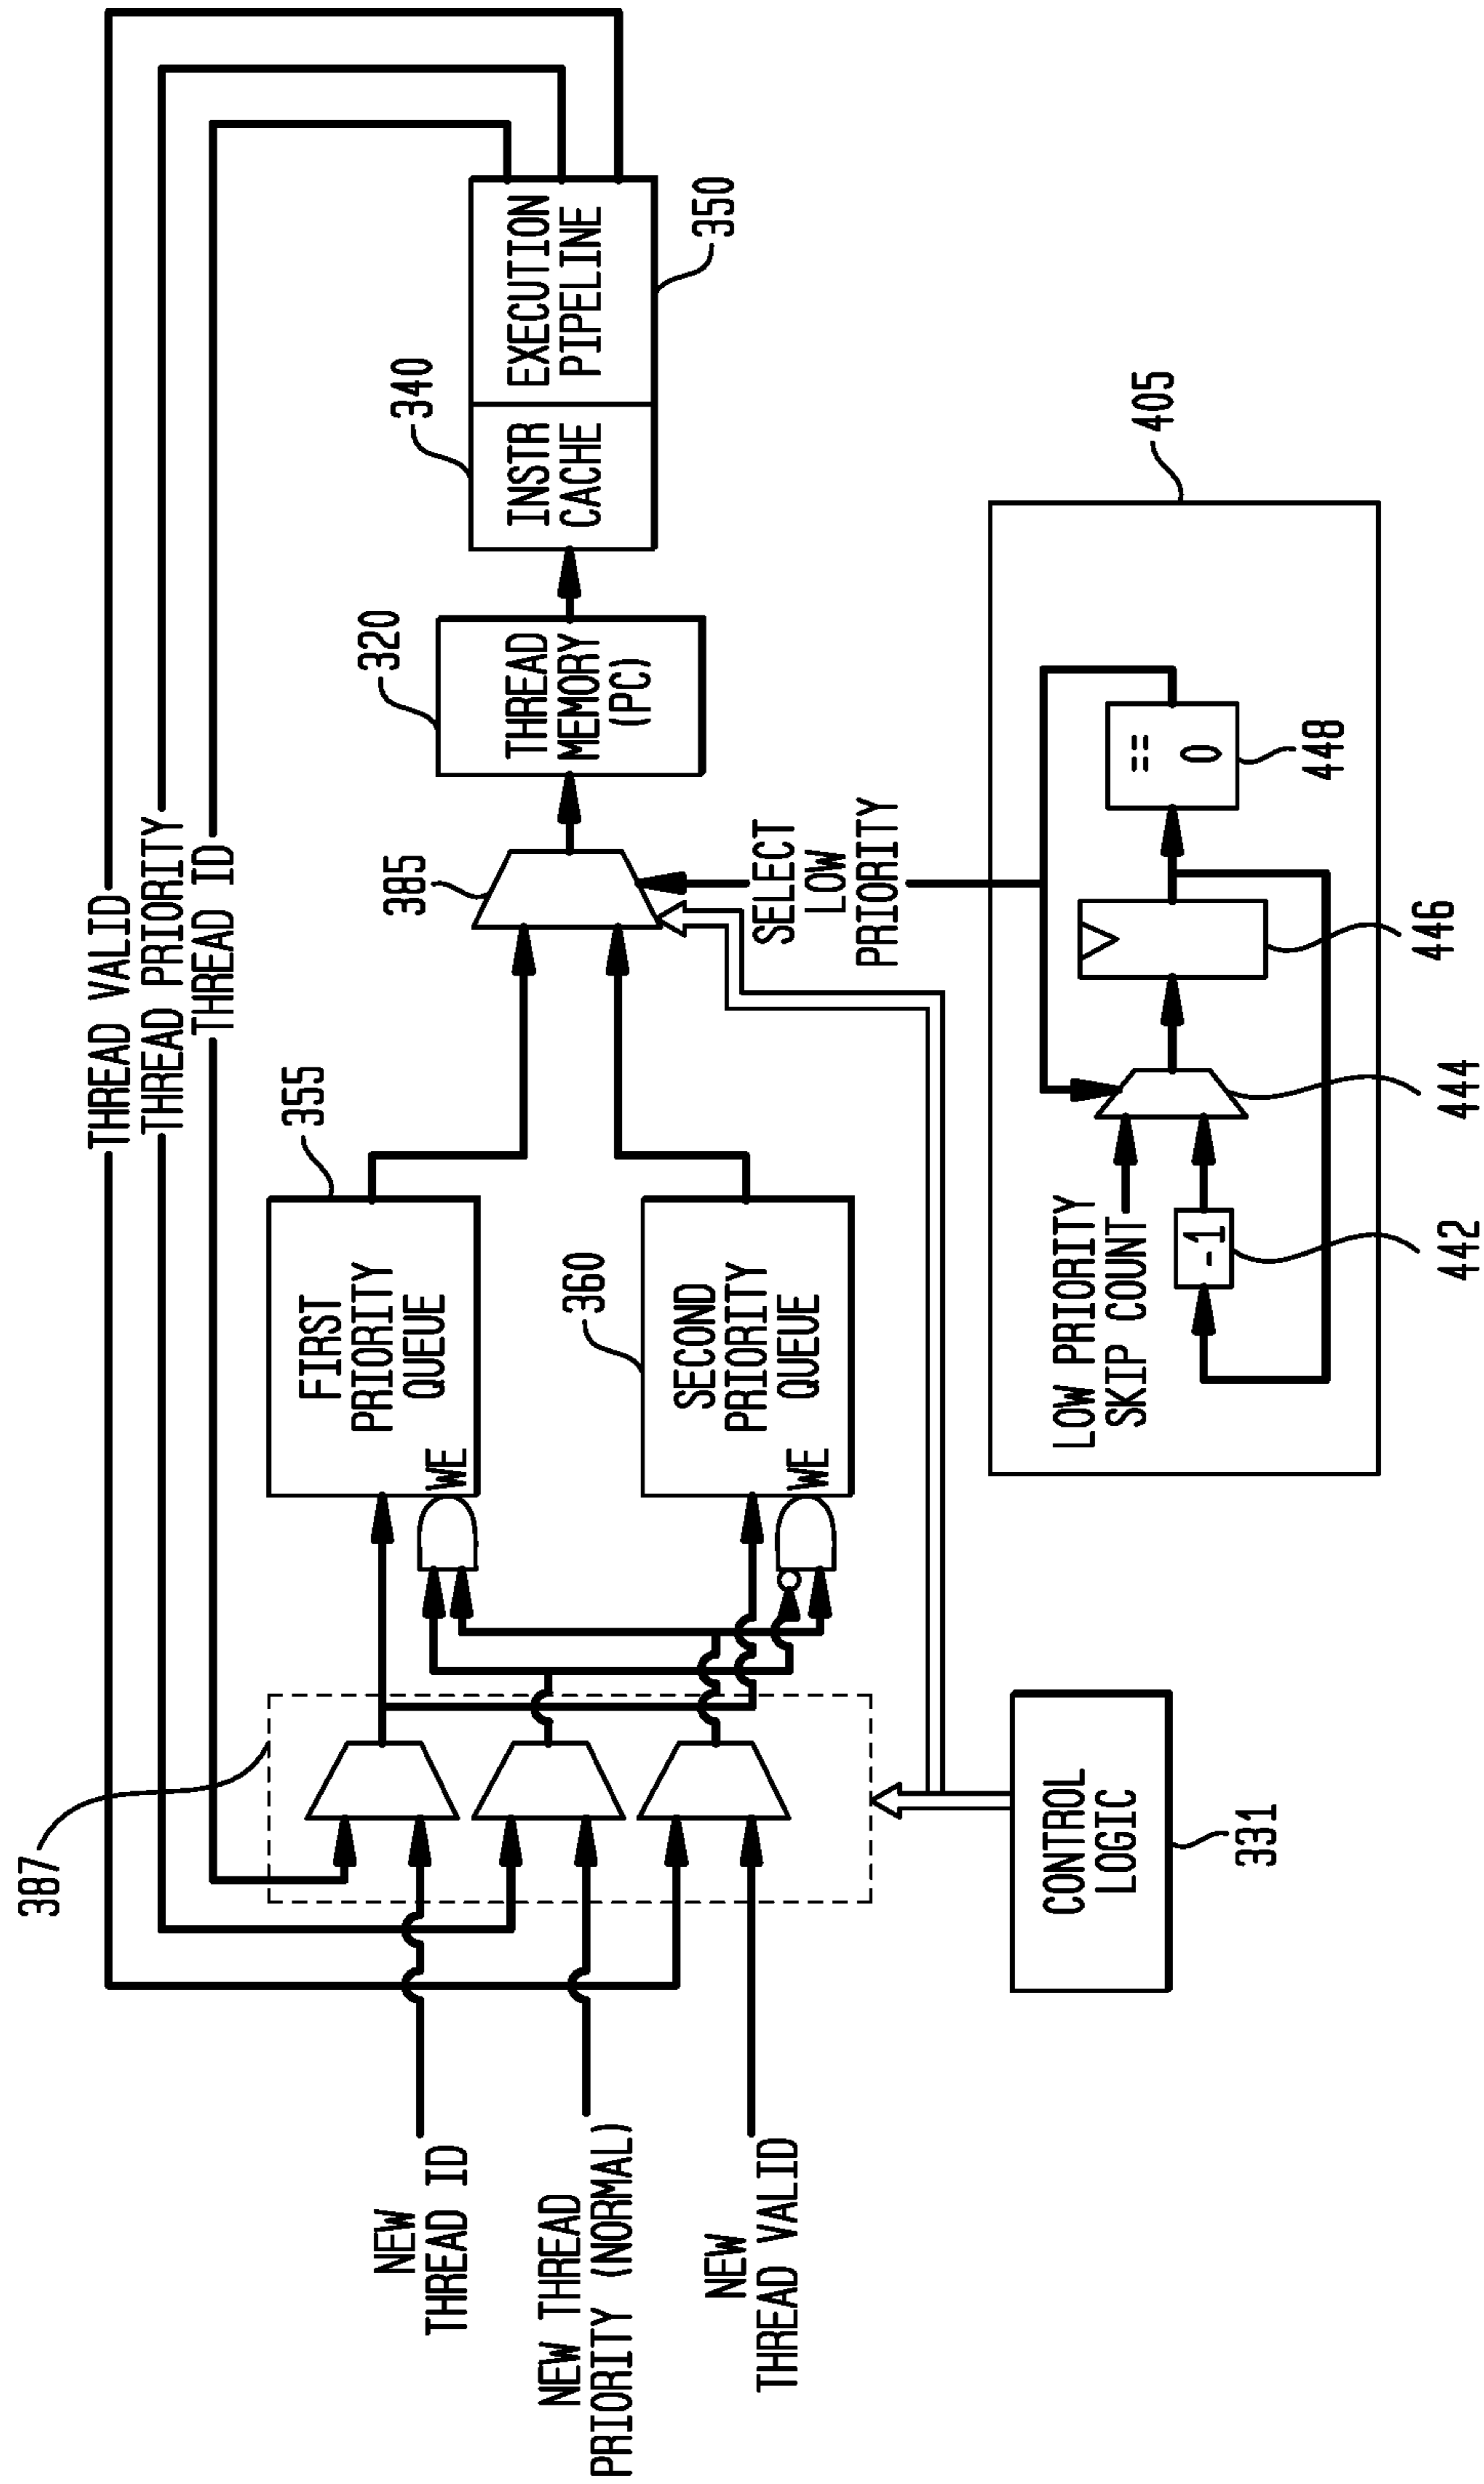 THREAD VALID
THREAD PRIORITY
THREAD ID
387
NEW
THREAD ID
NEW THREAD
PRIORITY (NORMAL)
NEW
THREAD VALID
355
FIRST
PRIORITY
QUEUE
WE
360
SECOND
PRIORITY
QUEUE
WE
385
320
THREAD
MEMORY
(PC)
340
INSTR
CACHE
EXECUTION
PIPELINE
350
SELECT
LOW
PRIORITY
CONTROL
LOGIC
331
405
LOW PRIORITY
SKIP COUNT
-1
==
0
442
444
446
448